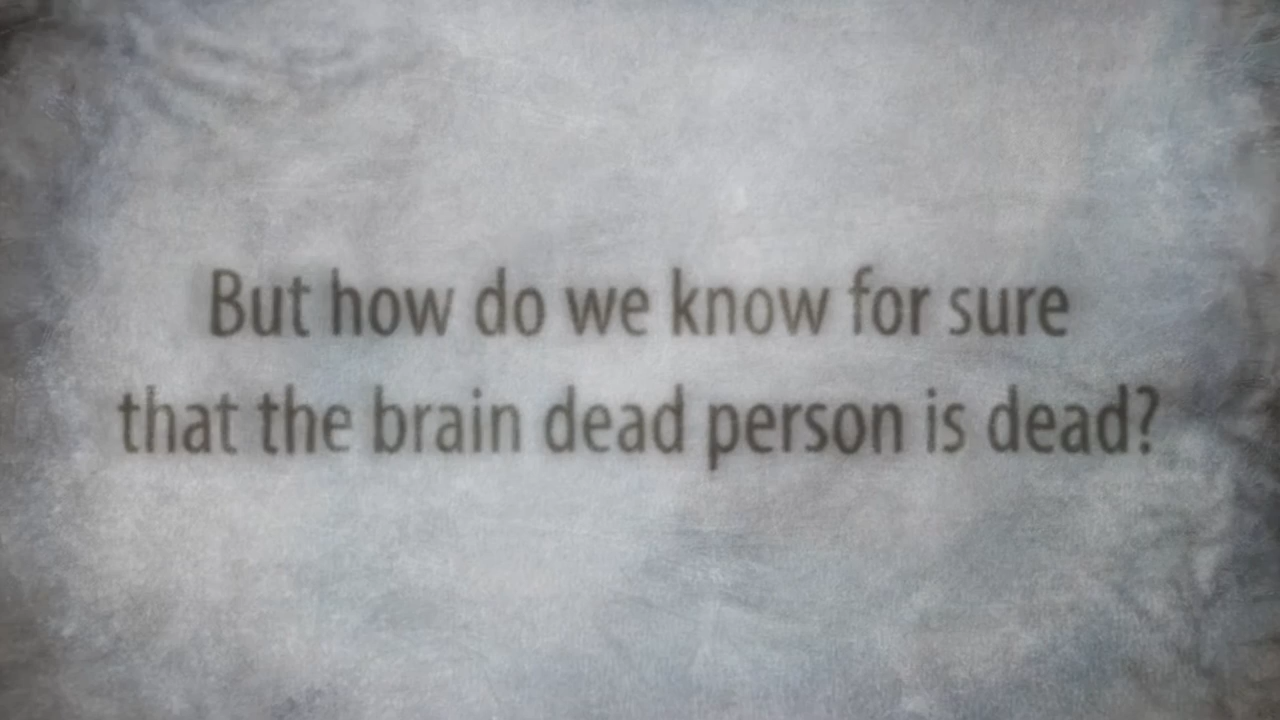 But how do we know for sure
that the brain dead person is dead?